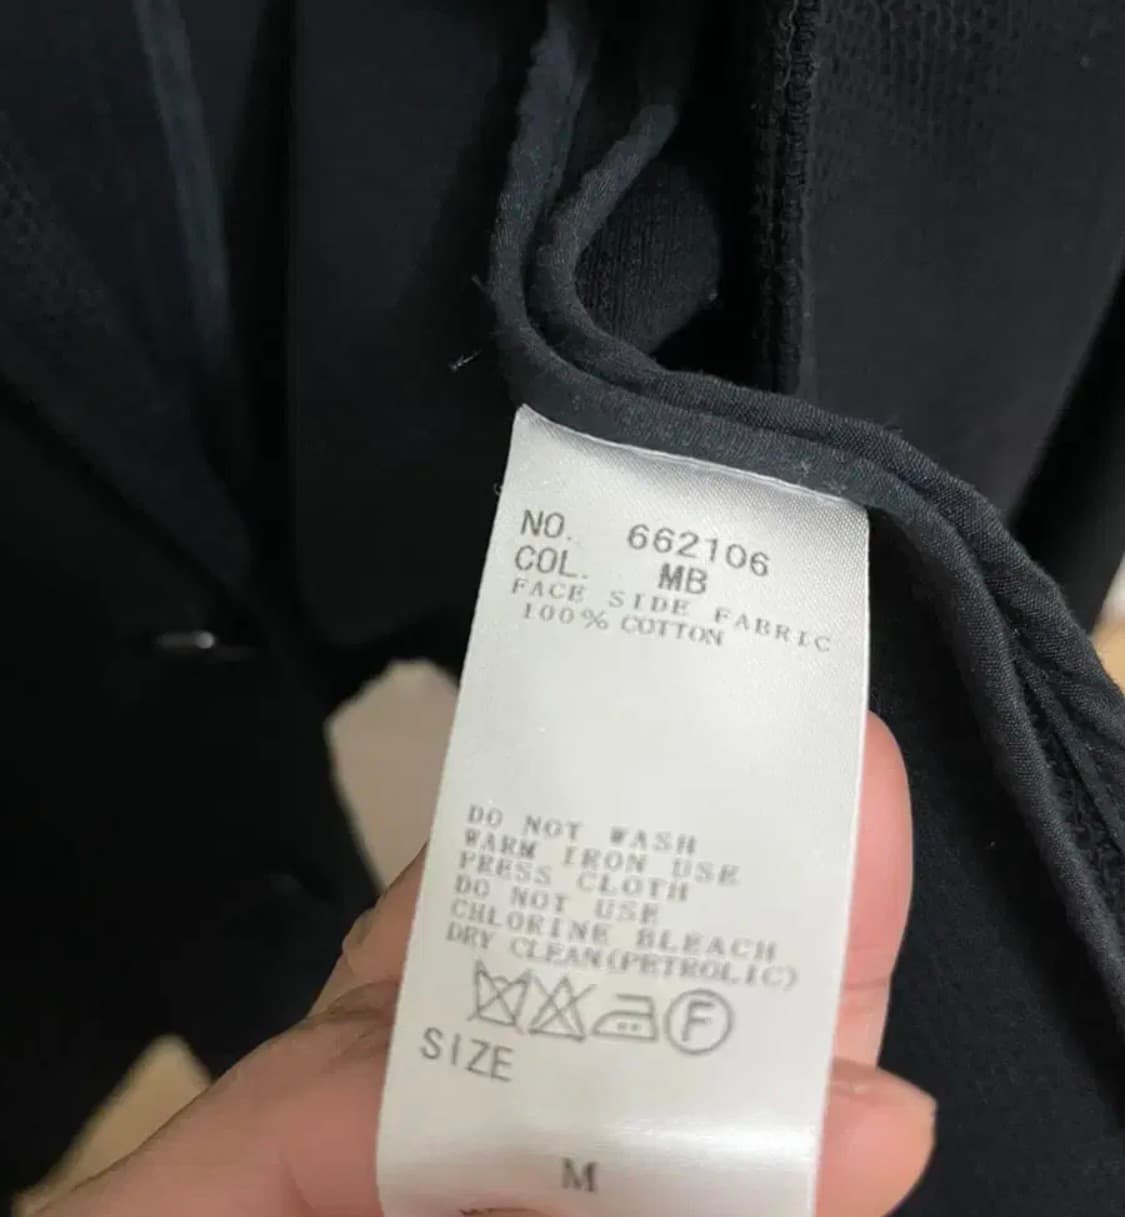 NO. 662106
COL. MB
FACE SIDE FABRIC
100% COTTON
DO NOT WASH
WARM IRON USE
PRESS CLOTH
DO NOT USE
CHLORINE BLEACH
DRY CLEAN(PETROLIC)
F
SIZE
M